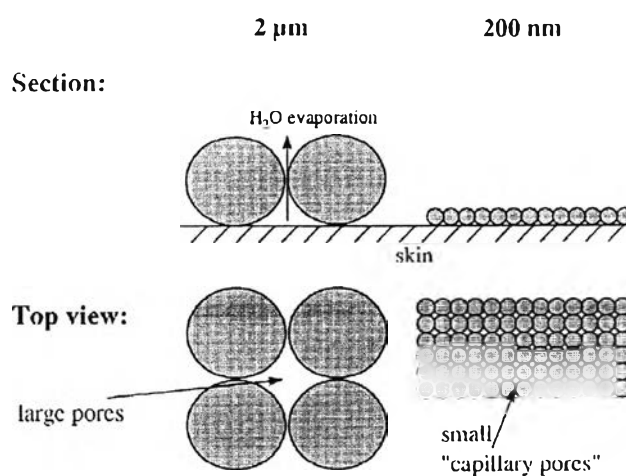 2 µm 200 nm
Section:
H₂O evaporation
skin
Top view:
large pores
small
"capillary pores"